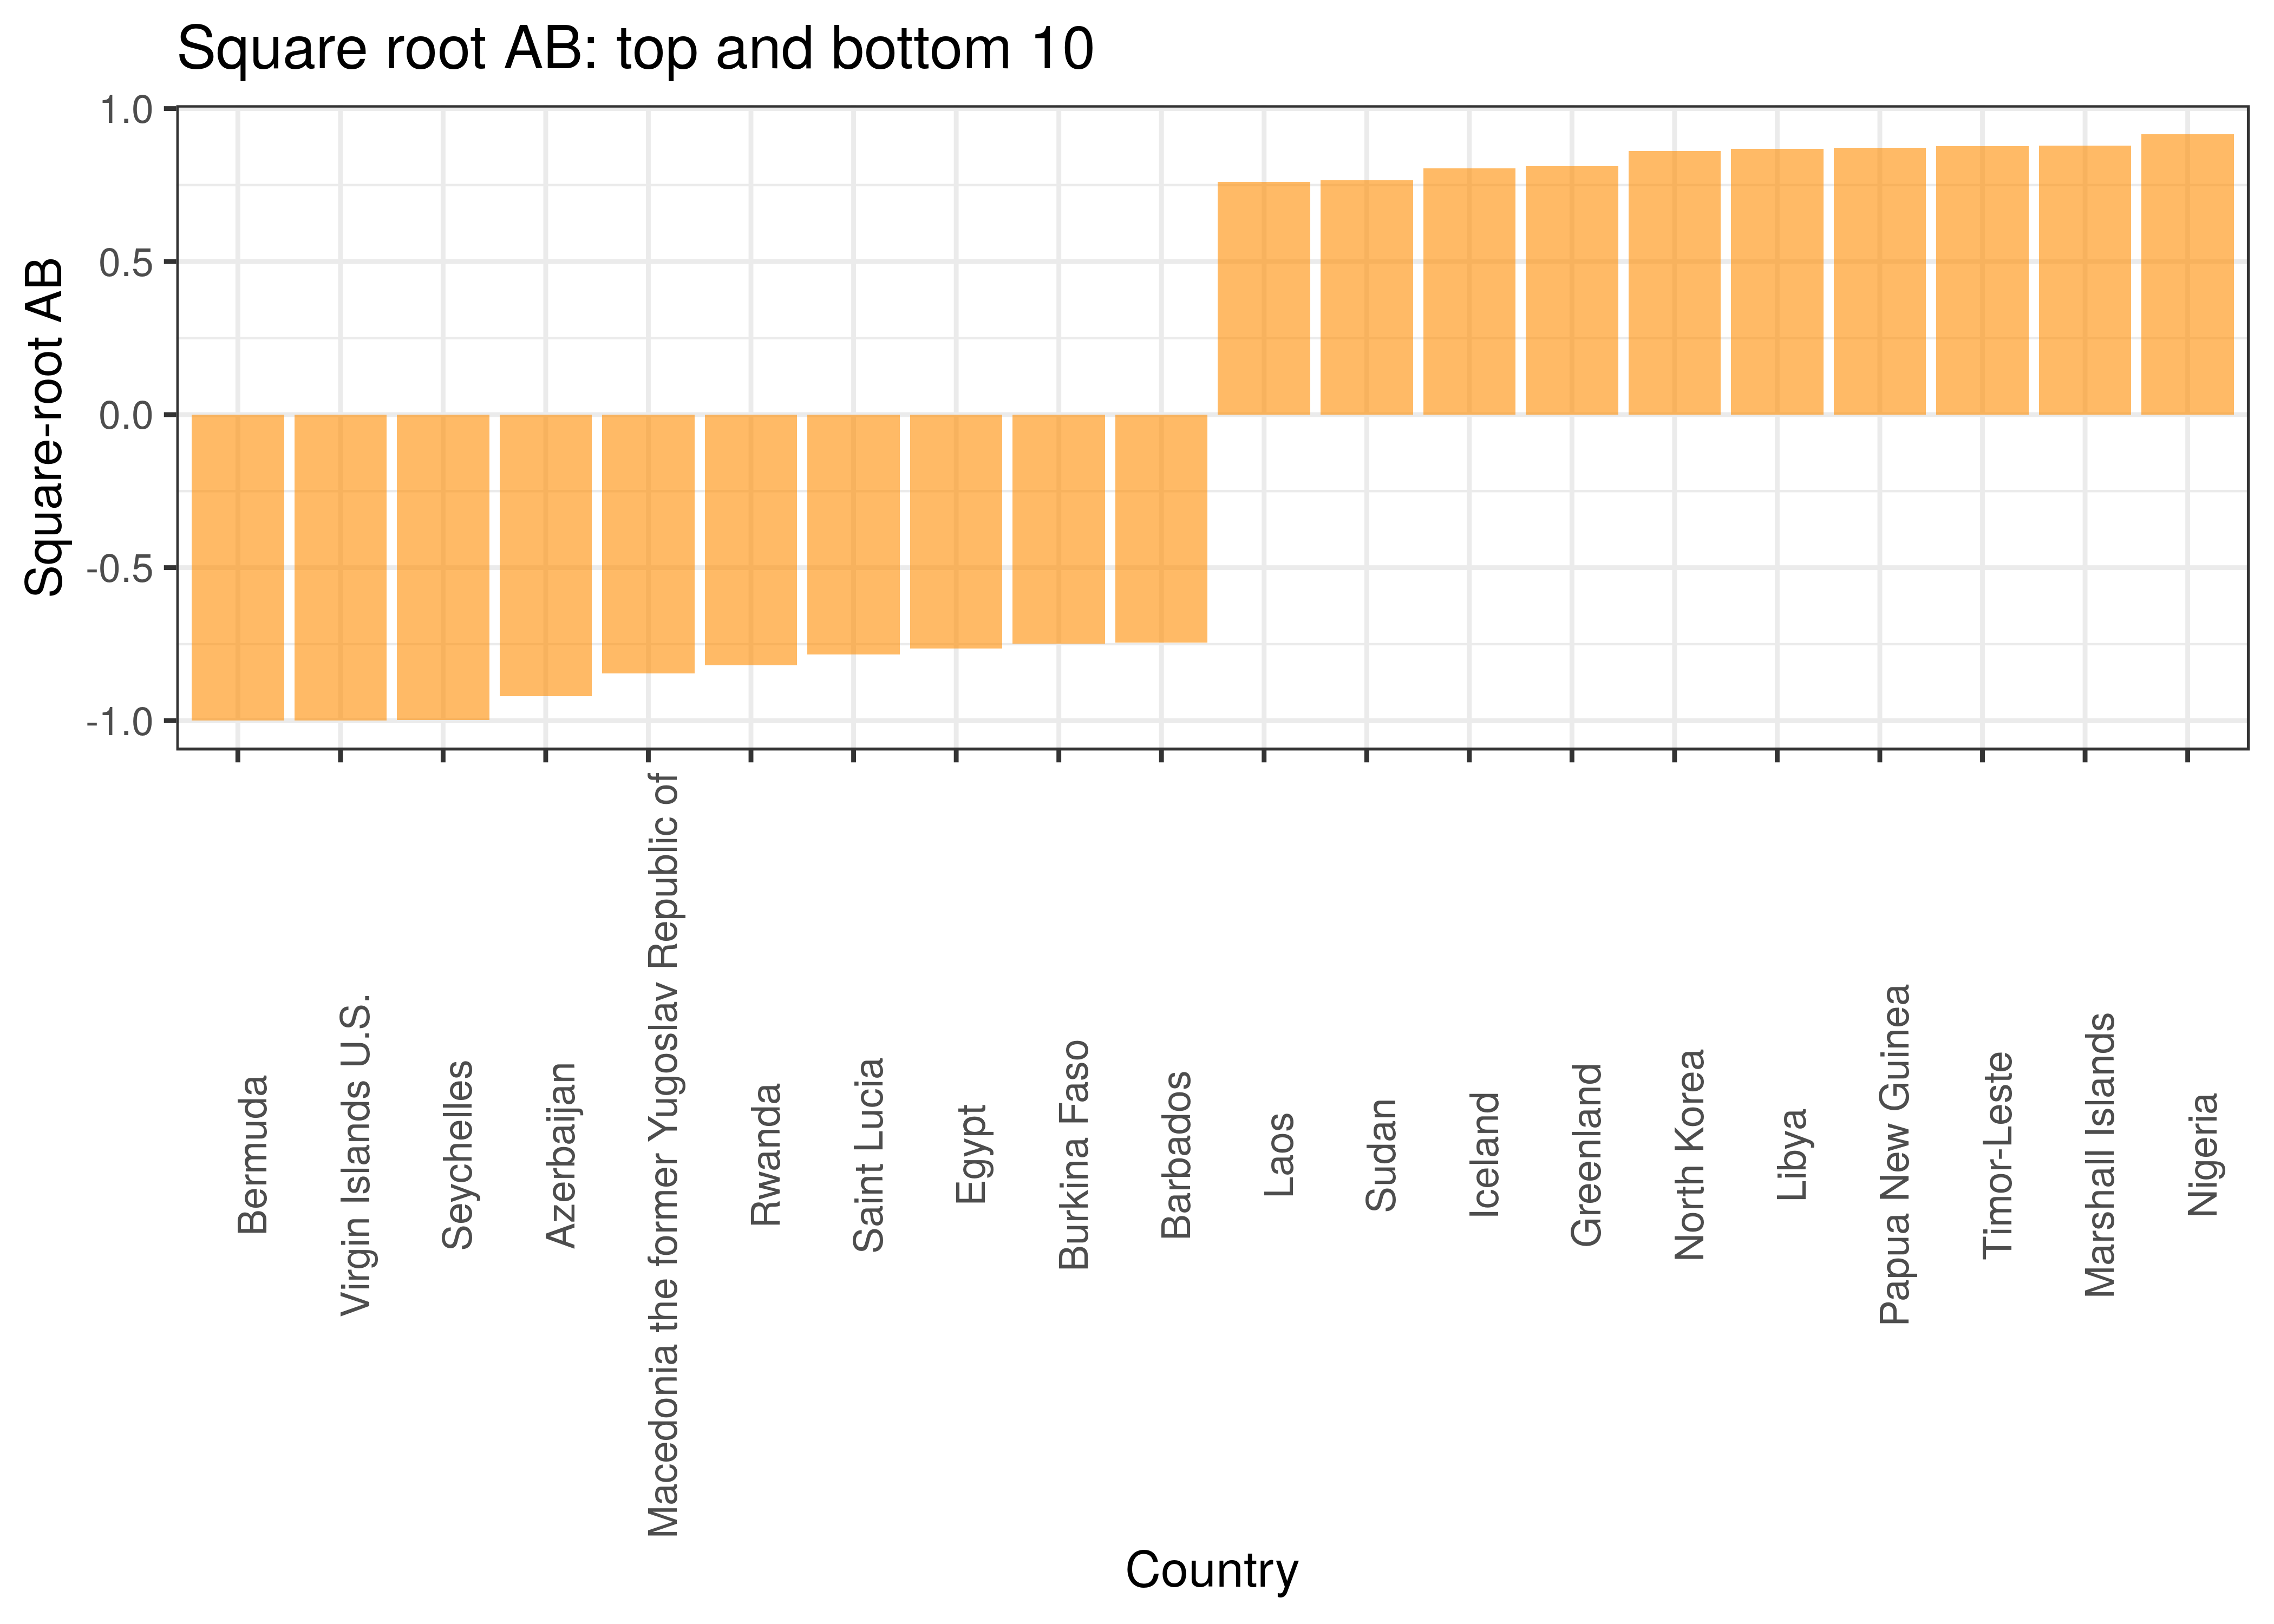 Square root AB: top and bottom 10
Square-root AB
1.0
0.5
0.0
-0.5
-1.0
Bermuda
Virgin Islands U.S.
Seychelles
Azerbaijan
Macedonia the former Yugoslav Republic of
Rwanda
Saint Lucia
Egypt
Burkina Faso
Barbados
Laos
Sudan
Iceland
Greenland
North Korea
Libya
Papua New Guinea
Timor-Leste
Marshall Islands
Nigeria
Country